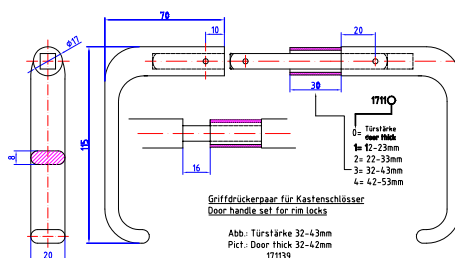 70
10
20
ø17
30
1711O
0= Türstärke
door thick
1= 12-23mm
2= 22-33mm
3= 32-43mm
4= 42-53mm
115
8
16
Griffdrückerpaar für Kastenschlösser
Door handle set for rim locks
Abb.: Türstärke 32-43mm
Pict.: Door thick 32-42mm
171139
20